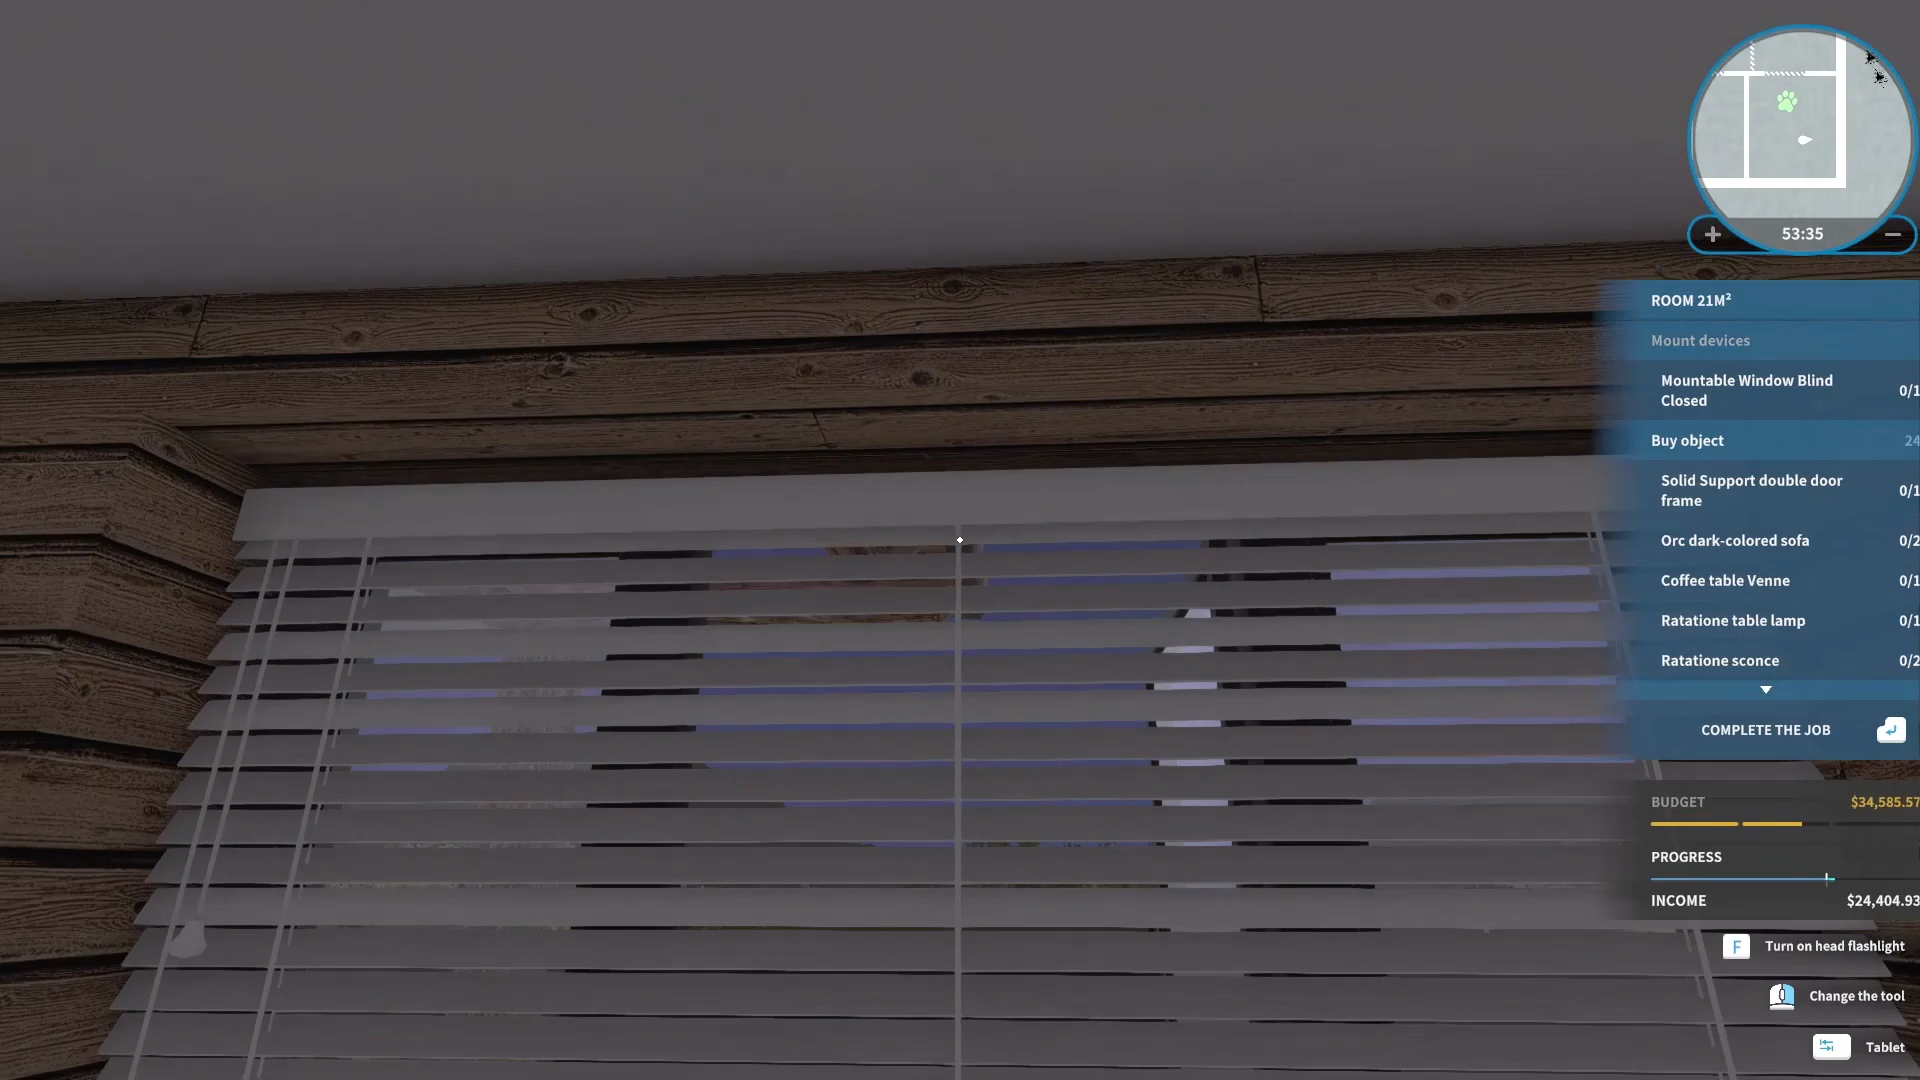 53:35
ROOM 21M²
Mount devices
Mountable Window Blind
Closed
0/1
Buy object
24
Solid Support double door
frame
0/1
Orc dark-colored sofa
0/2
Coffee table Venne
0/1
Ratatione table lamp
0/1
Ratatione sconce
0/2
COMPLETE THE JOB
BUDGET
$34,585.57
PROGRESS
INCOME
$24,404.93
F
Turn on head flashlight
Change the tool
Tablet